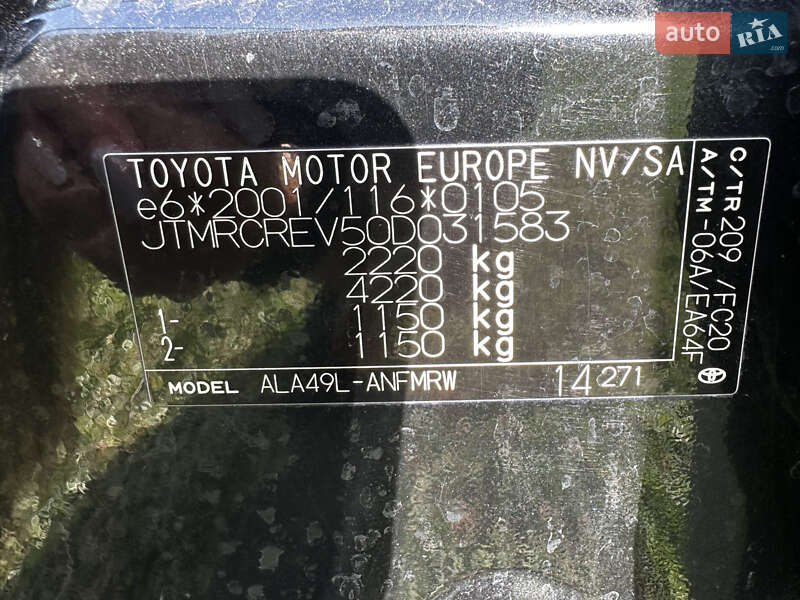 auto RIA .com
TOYOTA MOTOR EUROPE NV/SA
e6*2001/116*0105
JTMRCREV50D031583
2220 kg
4220 kg
1- 1150 kg
2- 1150 kg
MODEL ALA49L-ANFMRW 14 271
C/TR 209 /FC20
A/TM -06A/EA64F